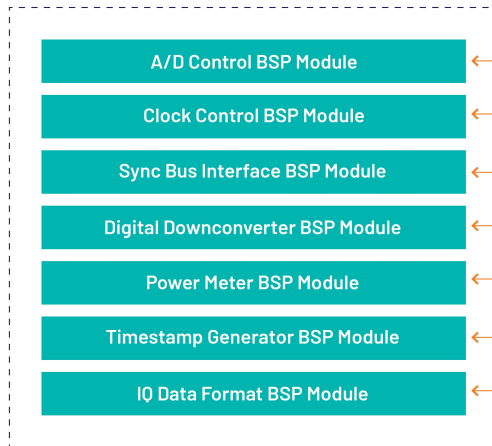 A/D Control BSP Module
Clock Control BSP Module
Sync Bus Interface BSP Module
Digital Downconverter BSP Module
Power Meter BSP Module
Timestamp Generator BSP Module
IQ Data Format BSP Module